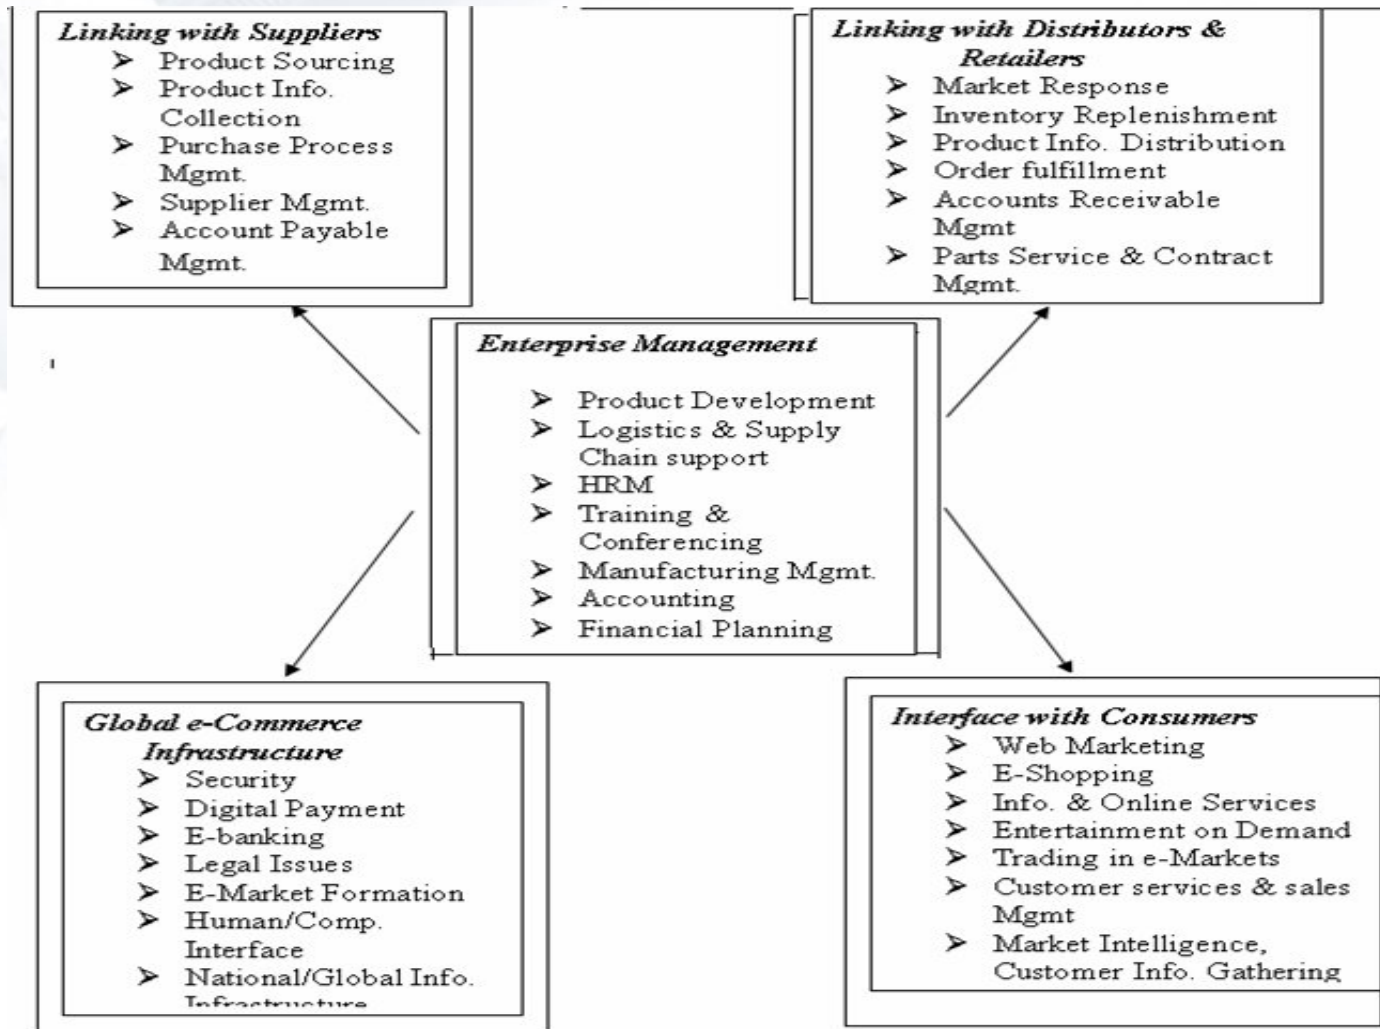 Linking with Suppliers
➢ Product Sourcing
➢ Product Info.
Collection
➢ Purchase Process
Mgmt.
➢ Supplier Mgmt.
➢ Account Payable
Mgmt.
Linking with Distributors &
Retailers
➢ Market Response
➢ Inventory Replenishment
➢ Product Info. Distribution
➢ Order fulfillment
➢ Accounts Receivable
Mgmt
➢ Parts Service & Contract
Mgmt.
Enterprise Management
➢ Product Development
➢ Logistics & Supply
Chain support
➢ HRM
➢ Training &
Conferencing
➢ Manufacturing Mgmt.
➢ Accounting
➢ Financial Planning
Global e-Commerce
Infrastructure
➢ Security
➢ Digital Payment
➢ E-banking
➢ Legal Issues
➢ E-Market Formation
➢ Human/Comp.
Interface
➢ National/Global Info.
Infrastructure
Interface with Consumers
➢ Web Marketing
➢ E-Shopping
➢ Info. & Online Services
➢ Entertainment on Demand
➢ Trading in e-Markets
➢ Customer services & sales
Mgmt
➢ Market Intelligence,
Customer Info. Gathering